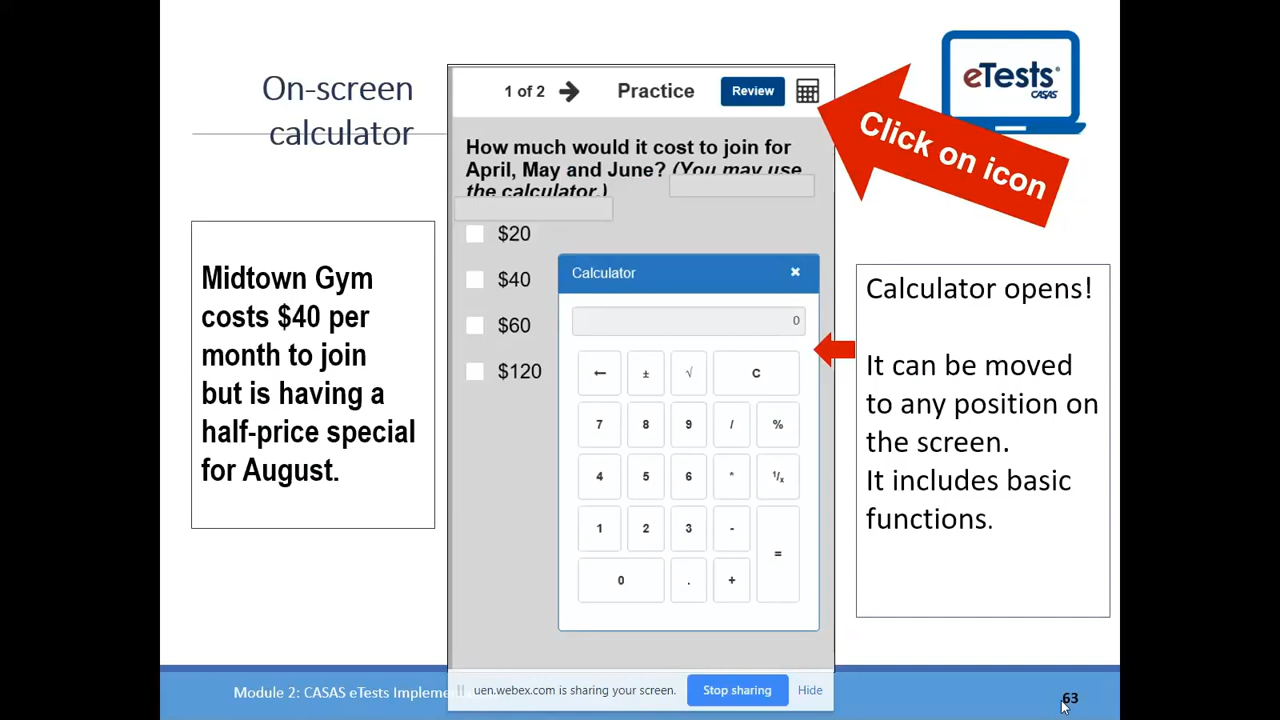 On-screen
calculator
1 of 2
Practice
Review
eTests®
CASAS
Click on icon
How much would it cost to join for
April, May and June? (You may use
the calculator.)
$20
$40
$60
$120
Midtown Gym
costs $40 per
month to join
but is having a
half-price special
for August.
Calculator
0
← ± √ C
7 8 9 / %
4 5 6 * 1/x
1 2 3 - =
0 . +
Calculator opens!
It can be moved
to any position on
the screen.
It includes basic
functions.
Module 2: CASAS eTests
uen.webex.com is sharing your screen.
Stop sharing
Hide
63